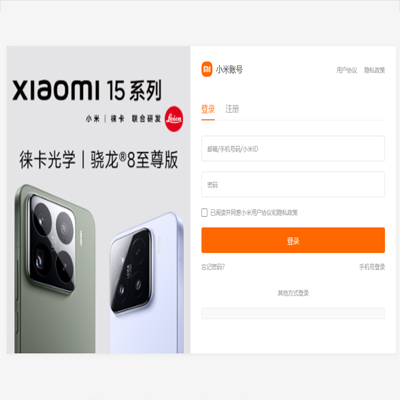 XIAOMI 15 系列
小米 | 徕卡 联合研发 Leica
徕卡光学 | 骁龙®8至尊版
小米账号
用户协议 隐私政策
登录 注册
邮箱/手机号码/小米ID
密码
已阅读并同意小米用户协议和隐私政策
登录
忘记密码? 手机号登录
其他方式登录